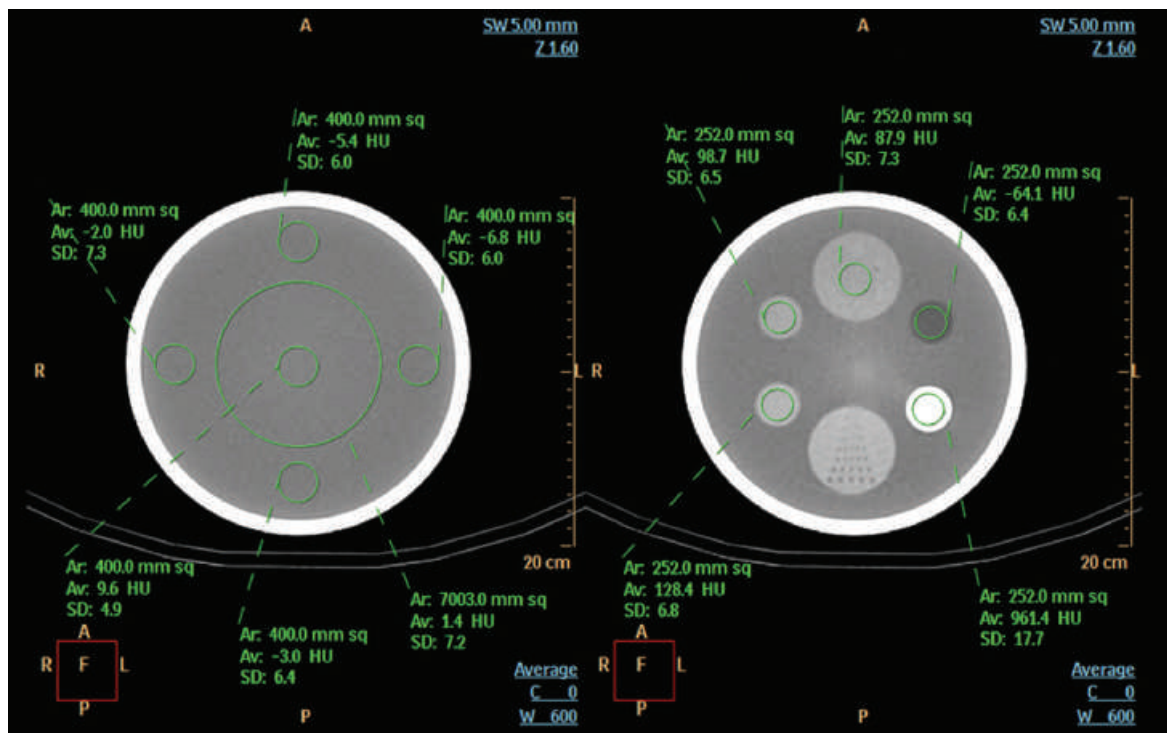 A
SW 5.00 mm
Z 1.60
Ar: 400.0 mm sq
Av: -5.4 HU
SD: 6.0
Ar: 400.0 mm sq
Av: -2.0 HU
SD: 7.3
Ar: 400.0 mm sq
Av: -6.8 HU
SD: 6.0
R
L
20 cm
Ar: 400.0 mm sq
Av: 9.6 HU
SD: 4.9
Ar: 7003.0 mm sq
Av: 1.4 HU
SD: 7.2
Ar: 400.0 mm sq
Av: -3.0 HU
SD: 6.4
A
R F L
P
P
Average
C 0
W 600
A
SW 5.00 mm
Z 1.60
Ar: 252.0 mm sq
Av: 87.9 HU
SD: 7.3
Ar: 252.0 mm sq
Av: 98.7 HU
SD: 6.5
Ar: 252.0 mm sq
Av: -64.1 HU
SD: 6.4
R
L
20 cm
Ar: 252.0 mm sq
Av: 128.4 HU
SD: 6.8
Ar: 252.0 mm sq
Av: 961.4 HU
SD: 17.7
A
R F L
P
P
Average
C 0
W 600